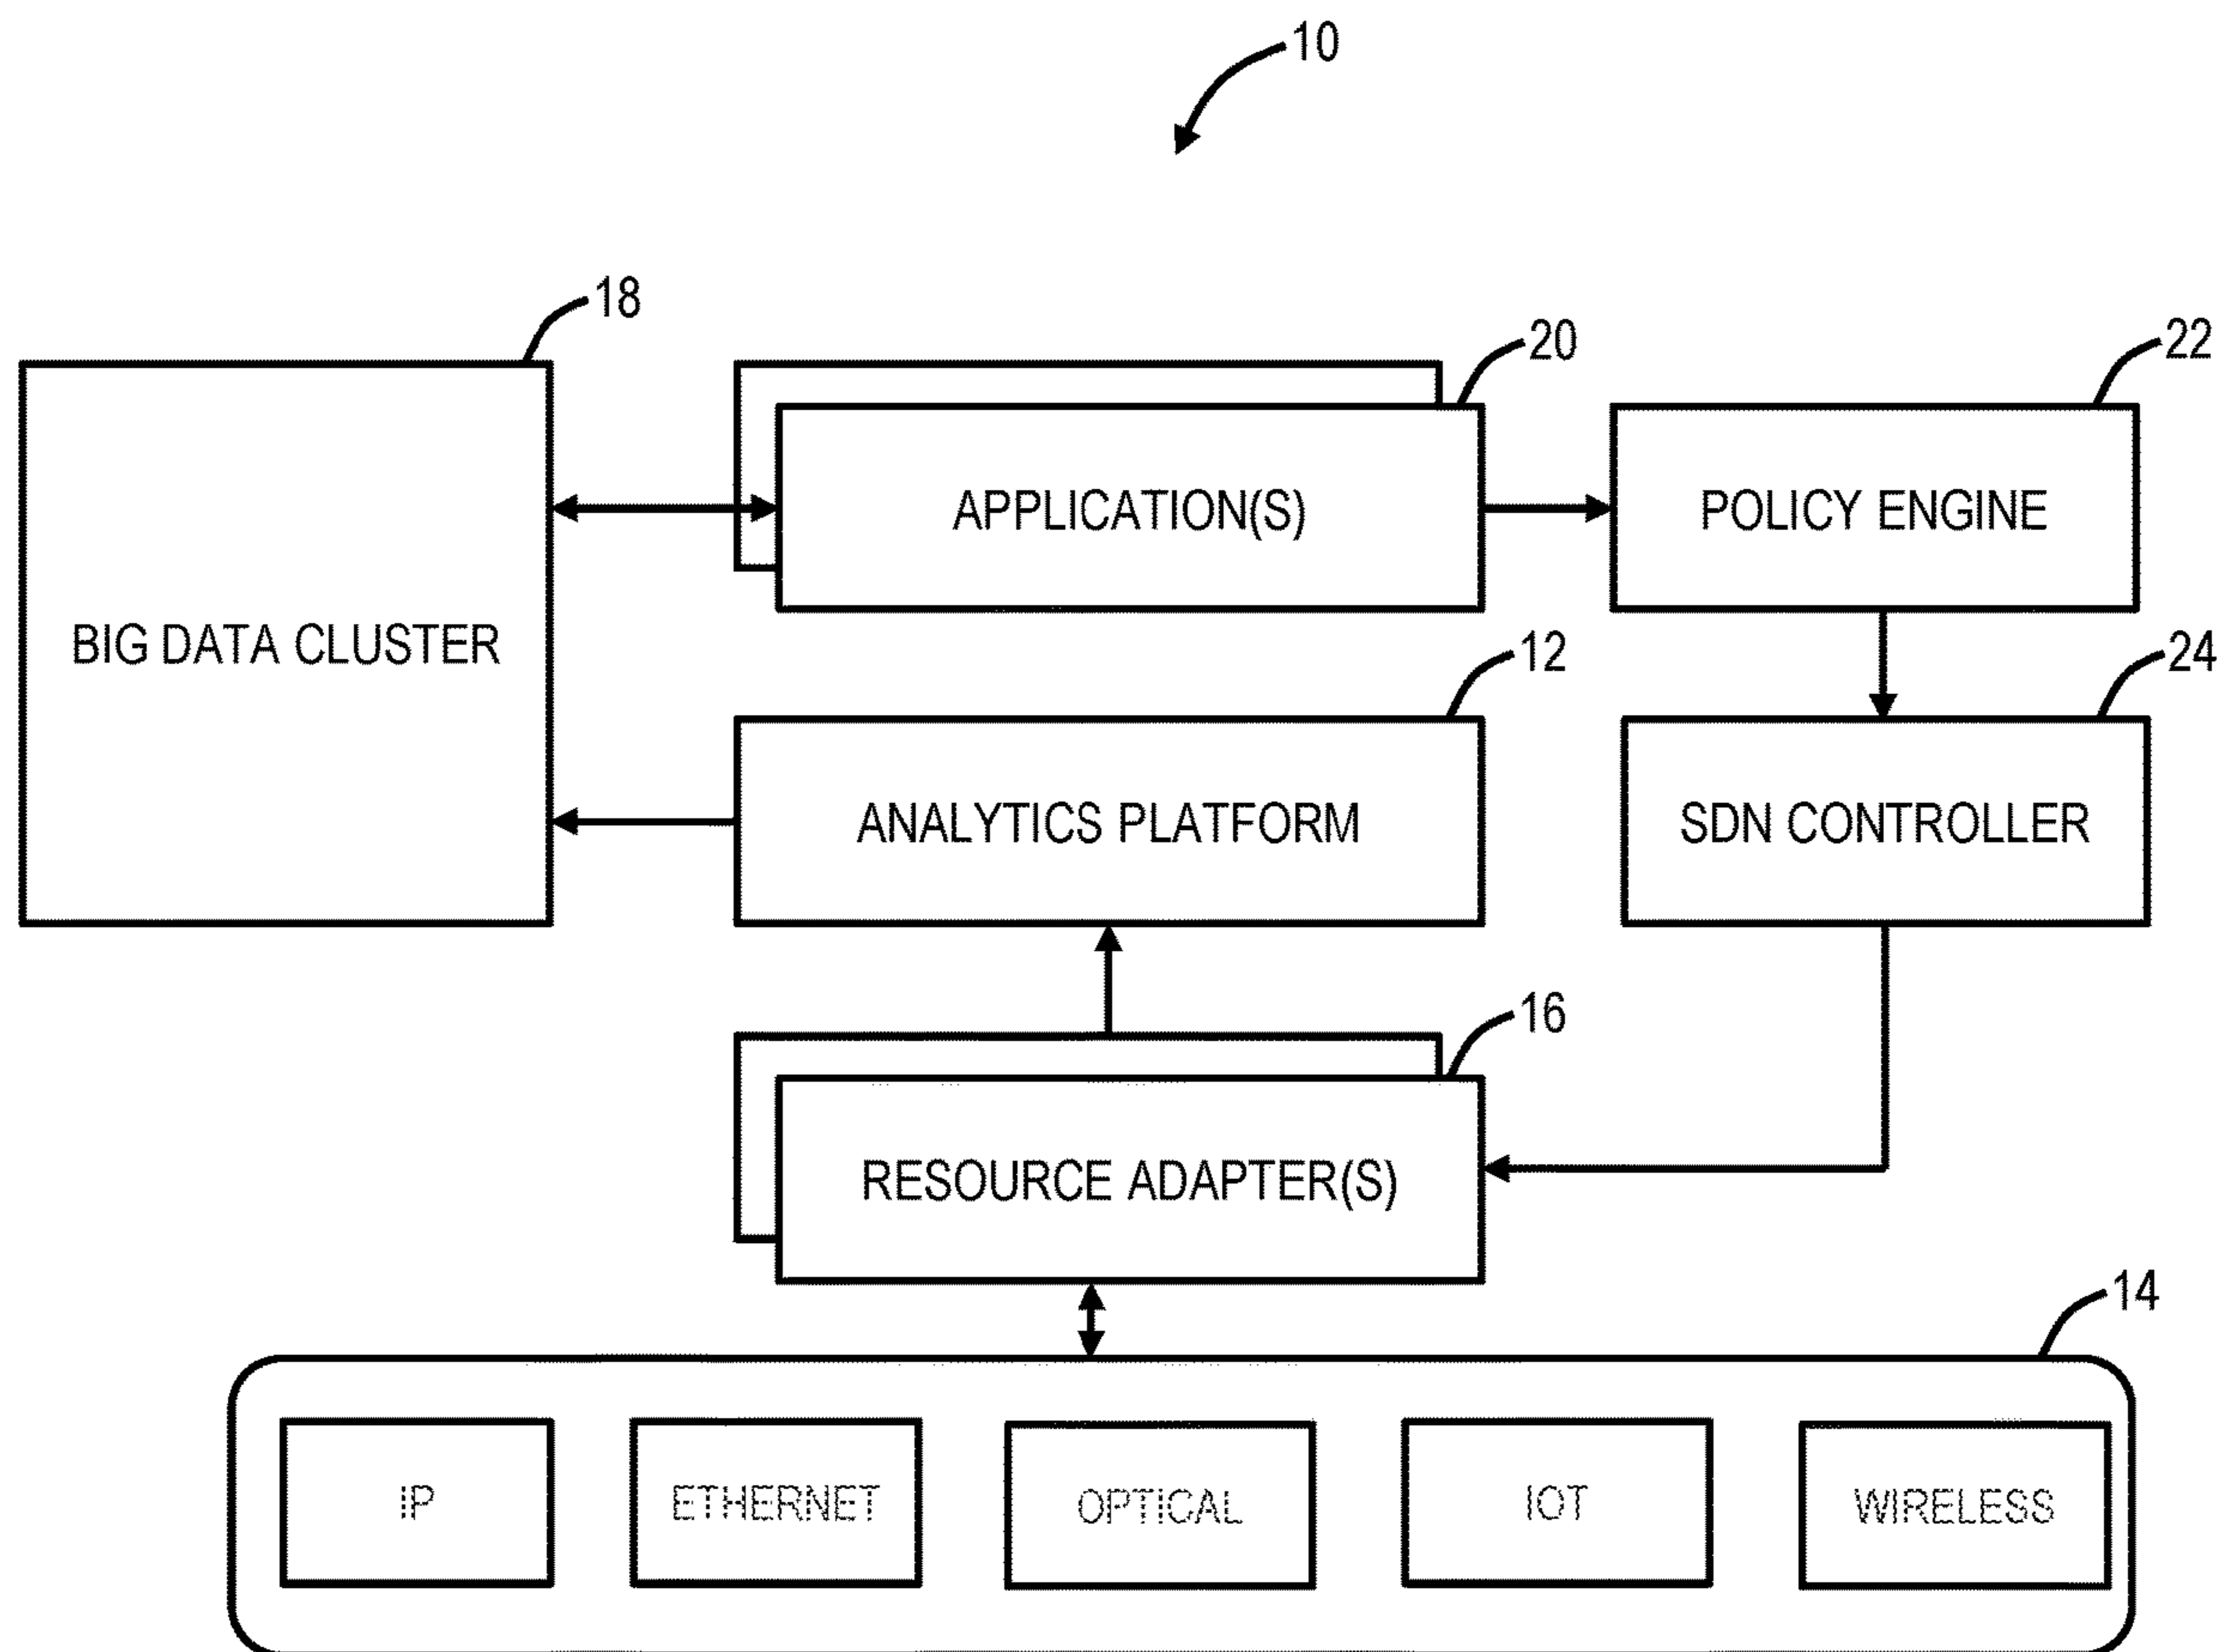 10
18
20
22
APPLICATION(S)
POLICY ENGINE
BIG DATA CLUSTER
12
24
ANALYTICS PLATFORM
SDN CONTROLLER
16
RESOURCE ADAPTER(S)
14
IP
ETHERNET
OPTICAL
IOT
WIRELESS